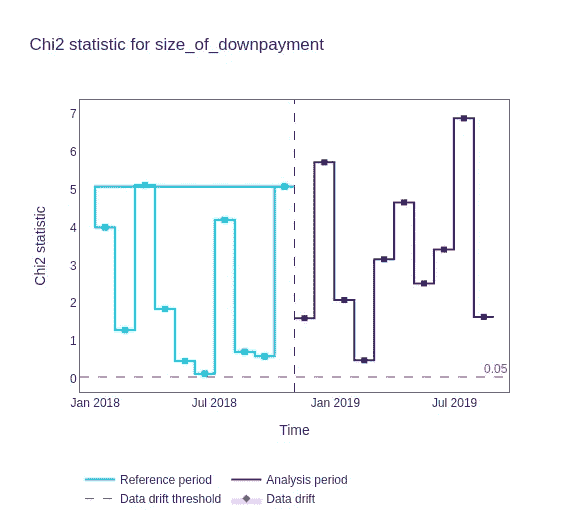 Chi2 statistic for size_of_downpayment
7
6
5
4
3
2
1
0
Chi2 statistic
0.05
Jan 2018
Jul 2018
Jan 2019
Jul 2019
Time
Reference period
Analysis period
Data drift threshold
Data drift